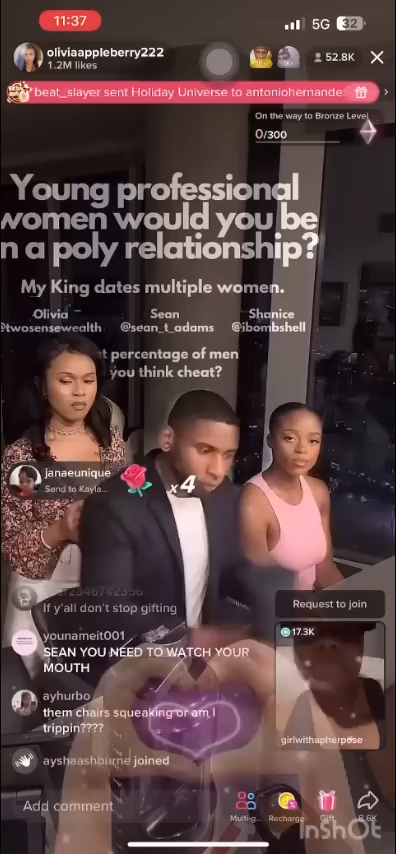 11:37
5G 32
oliviaappleberry222
1.2M likes
52.8K
beat_slayer sent Holiday Universe to antoniohernande
On the way to Bronze Level
0/300
Young professional
women would you be
n a poly relationship?
My King dates multiple women.
Olivia Sean Shanice
@twosensewealth @sean_t_adams @ibombshell
t percentage of men
you think cheat?
janaeunique
Send to Kayla...
x4
If y'all don't stop gifting
Request to join
younameit001
SEAN YOU NEED TO WATCH YOUR
MOUTH
17.3K
ayhurbo
them chairs squeaking or am I
trippin????
girlwithapherpose
ayshaashburne joined
Add comment
Multi-g... Recharge Gift 8.6K
InShOt